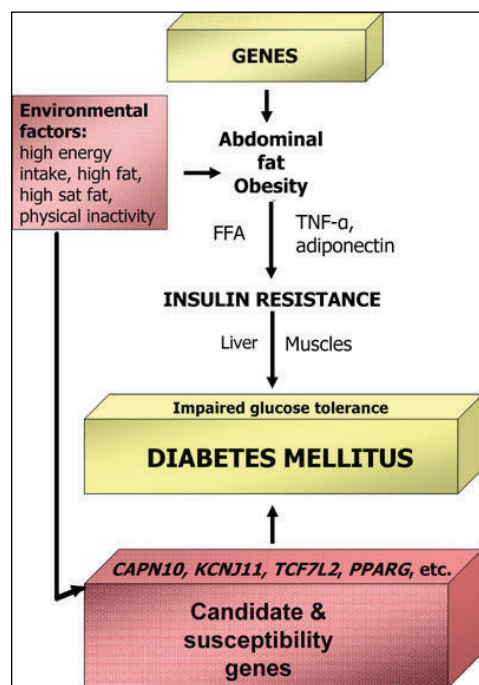 GENES
Environmental
factors:
high energy
intake, high fat,
high sat fat,
physical inactivity
Abdominal
fat
Obesity
FFA
TNF-α,
adiponectin
INSULIN RESISTANCE
Liver
Muscles
Impaired glucose tolerance
DIABETES MELLITUS
CAPN10, KCNJ11, TCF7L2, PPARG, etc.
Candidate &
susceptibility
genes